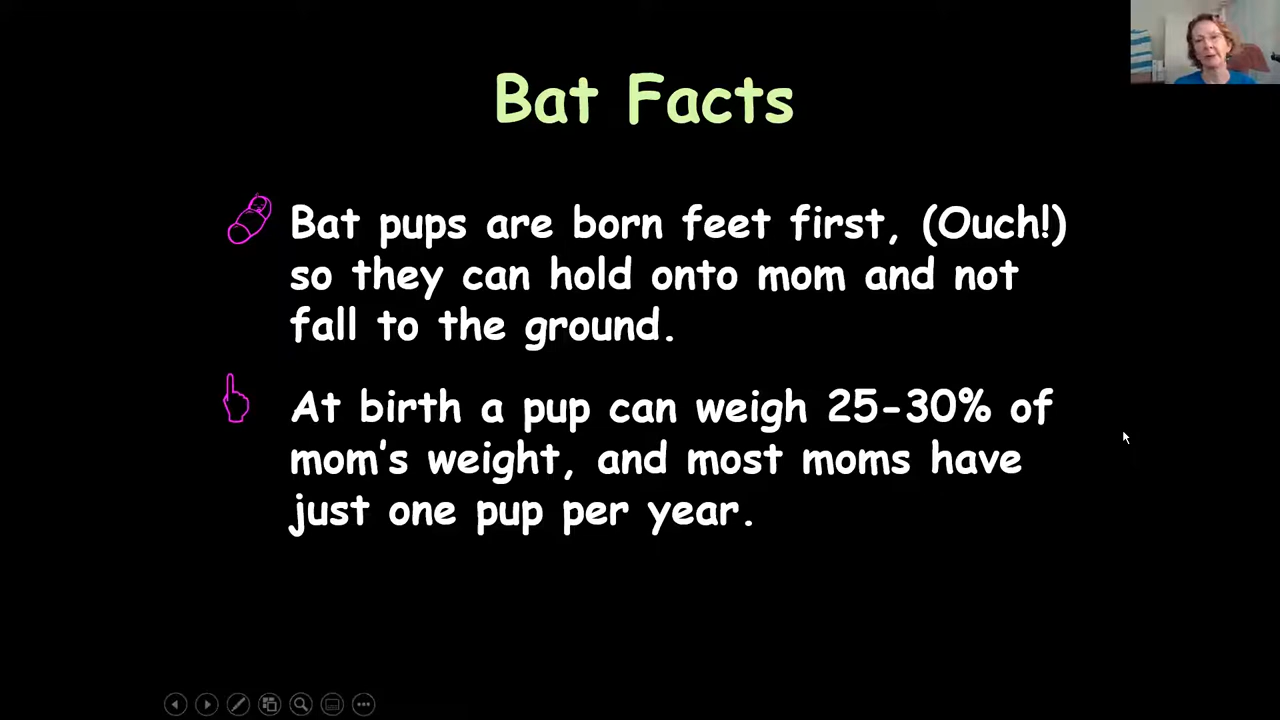 Bat Facts
Bat pups are born feet first, (Ouch!)
so they can hold onto mom and not
fall to the ground.
At birth a pup can weigh 25-30% of
mom's weight, and most moms have
just one pup per year.